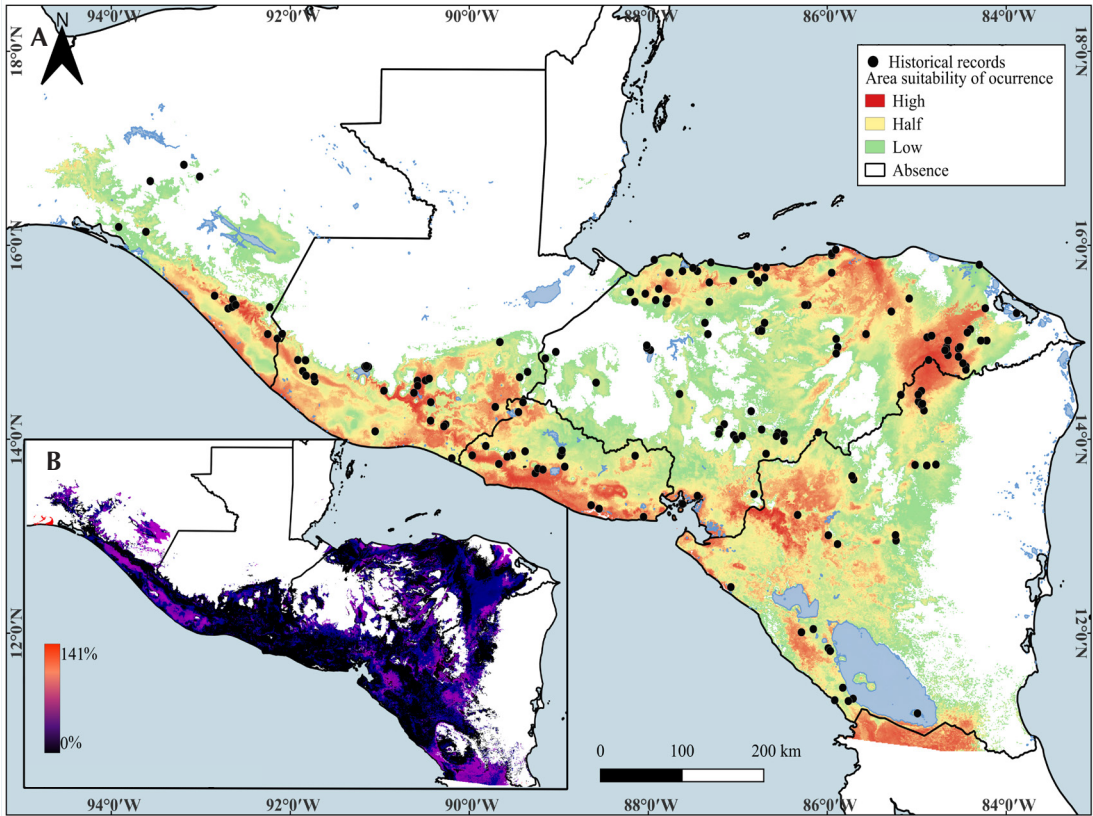 94°0′W 92°0′W 90°0′W 88°0′W 86°0′W 84°0′W
A
N
18°0′N
18°0′N
Historical records
Area suitability of ocurrence
High
Half
Low
Absence
16°0′N
16°0′N
14°0′N
14°0′N
B
12°0′N
12°0′N
141%
0%
0 100 200 km
94°0′W 92°0′W 90°0′W 88°0′W 86°0′W 84°0′W